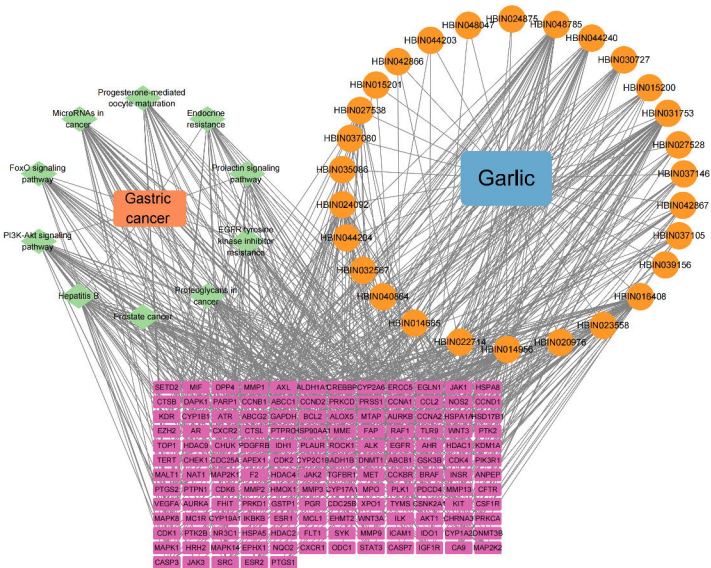 HBIN024875
HBIN048047
HBIN048785
HBIN044203
HBIN044240
HBIN042866
HBIN030727
HBIN015201
HBIN015200
HBIN027538
HBIN031753
HBIN037080
HBIN027528
HBIN035086
HBIN037146
HBIN024092
HBIN042867
HBIN044204
HBIN037105
HBIN032567
HBIN039156
HBIN040864
HBIN016408
HBIN014665
HBIN023558
HBIN022714
HBIN014956
HBIN020976
Garlic
Progesterone-mediated
oocyte maturation
MicroRNAs in
cancer
Endocrine
resistance
FoxO signaling
pathway
Prolactin signaling
pathway
Gastric
cancer
PI3K-Akt signaling
pathway
EGFR tyrosine
kinase inhibitor
resistance
Hepatitis B
Proteoglycans in
cancer
Prostate cancer
SETD2 MIF DPP4 MMP1 AXL ALDH1A1 CREBBP CYP2A6 ERCC5 EGLN1 JAK1 HSPA8
CTSB DAPK1 PARP1 CCNB1 ABCC1 CCND2 PRKCD PRSS1 CCNA1 CCL2 NOS2 CCND1
KDR CYP1B1 ATR ABCG2 GAPDH BCL2 ALOX5 MTAP AURKB CCNA2 HSPA1A HSD17B1
EZH2 AR CXCR2 CTSL PTPRC HSP90AA1 MME FAP RAF1 TLR9 WNT3 PTK2
TOP1 HDAC9 CHUK PDGFRB IDH1 PLAUR ROCK1 ALK EGFR AHR HDAC1 KDM1A
TERT CHEK1 CDC25A APEX1 CDK2 CYP2C19 ADH1B DNMT1 ABCB1 GSK3B CDK4 PIK3R1
MALT1 NAT1 MAP2K1 F2 HDAC4 JAK2 TGFBR1 MET CCKBR BRAF INSR ANPEP
PTGS2 PTPN1 CDK6 MMP2 HMOX1 MMP3 CYP17A1 MPO PLK1 PDCD4 MMP13 CFTR
VEGFA AURKA FHIT PRKD1 GSTP1 PGR CDC25B XPO1 TYMS CSNK2A1 KIT CSF1R
MAPK8 MC1R CYP19A1 IKBKB ESR1 MCL1 EHMT2 WNT3A ILK AKT1 CHRNA3 PRKCA
CDK1 PTK2B NR3C1 HSPA5 HDAC2 FLT1 SYK MMP9 ICAM1 IDO1 CYP1A2 DNMT3B
MAPK1 HRH2 MAPK14 EPHX1 NQO2 CXCR1 ODC1 STAT3 CASP7 IGF1R CA9 MAP2K2
CASP3 JAK3 SRC ESR2 PTGS1